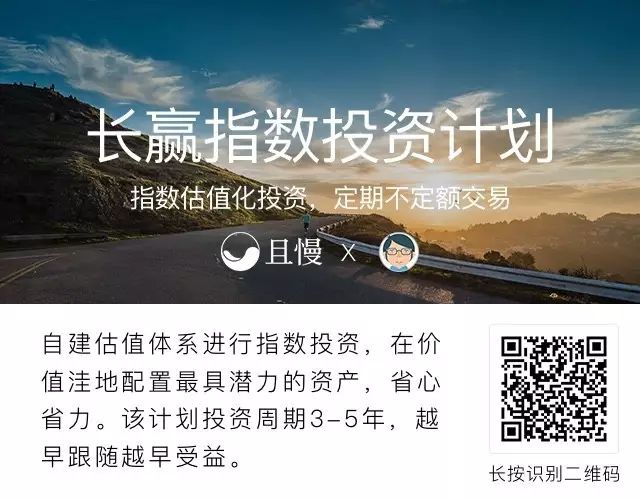 长赢指数投资计划
指数估值化投资，定期不定额交易
且慢 X
自建估值体系进行指数投资，在价
值洼地配置最具潜力的资产，省心
省力。该计划投资周期3-5年，越
早跟随越早受益。
长按识别二维码